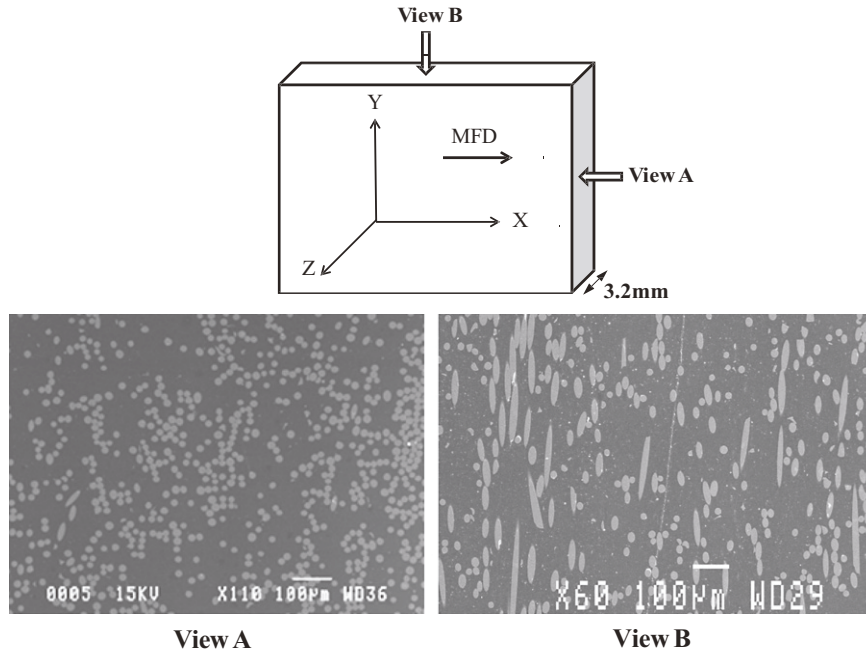 View B
Y
MFD
View A
X
Z
3.2mm
0005 15KV X110 100µm WD36
X60 100µm WD29
View A
View B